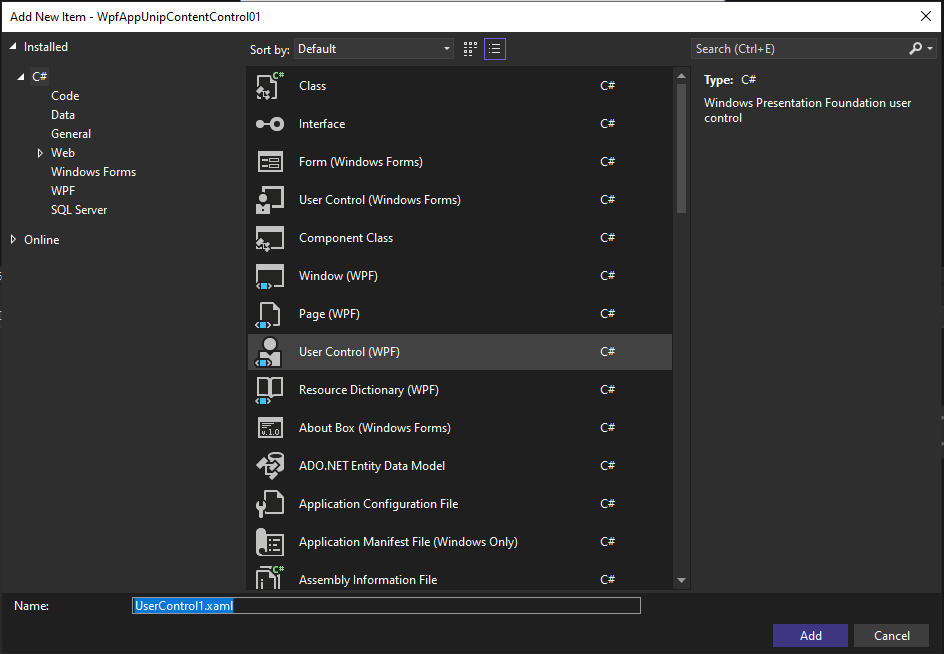 Add New Item - WpfAppUnipContentControl01
Installed
C#
Code
Data
General
Web
Windows Forms
WPF
SQL Server
Online
Sort by: Default
Class C#
Interface C#
Form (Windows Forms) C#
User Control (Windows Forms) C#
Component Class C#
Window (WPF) C#
Page (WPF) C#
User Control (WPF) C#
Resource Dictionary (WPF) C#
About Box (Windows Forms) C#
ADO.NET Entity Data Model C#
Application Configuration File C#
Application Manifest File (Windows Only) C#
Assembly Information File C#
Search (Ctrl+E)
Type: C#
Windows Presentation Foundation user
control
Name: UserControl1.xaml
Add Cancel